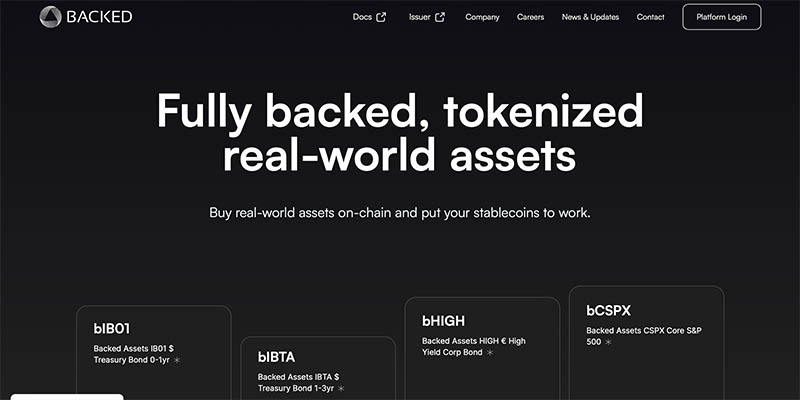 BACKED
Docs
Issuer
Company
Careers
News & Updates
Contact
Platform Login
Fully backed, tokenized
real-world assets
Buy real-world assets on-chain and put your stablecoins to work.
bIB01
Backed Assets IB01 $
Treasury Bond 0-1yr *
bIBTA
Backed Assets IBTA $
Treasury Bond 1-3yr *
bHIGH
Backed Assets HIGH € High
Yield Corp Bond *
bCSPX
Backed Assets CSPX Core S&P
500 *